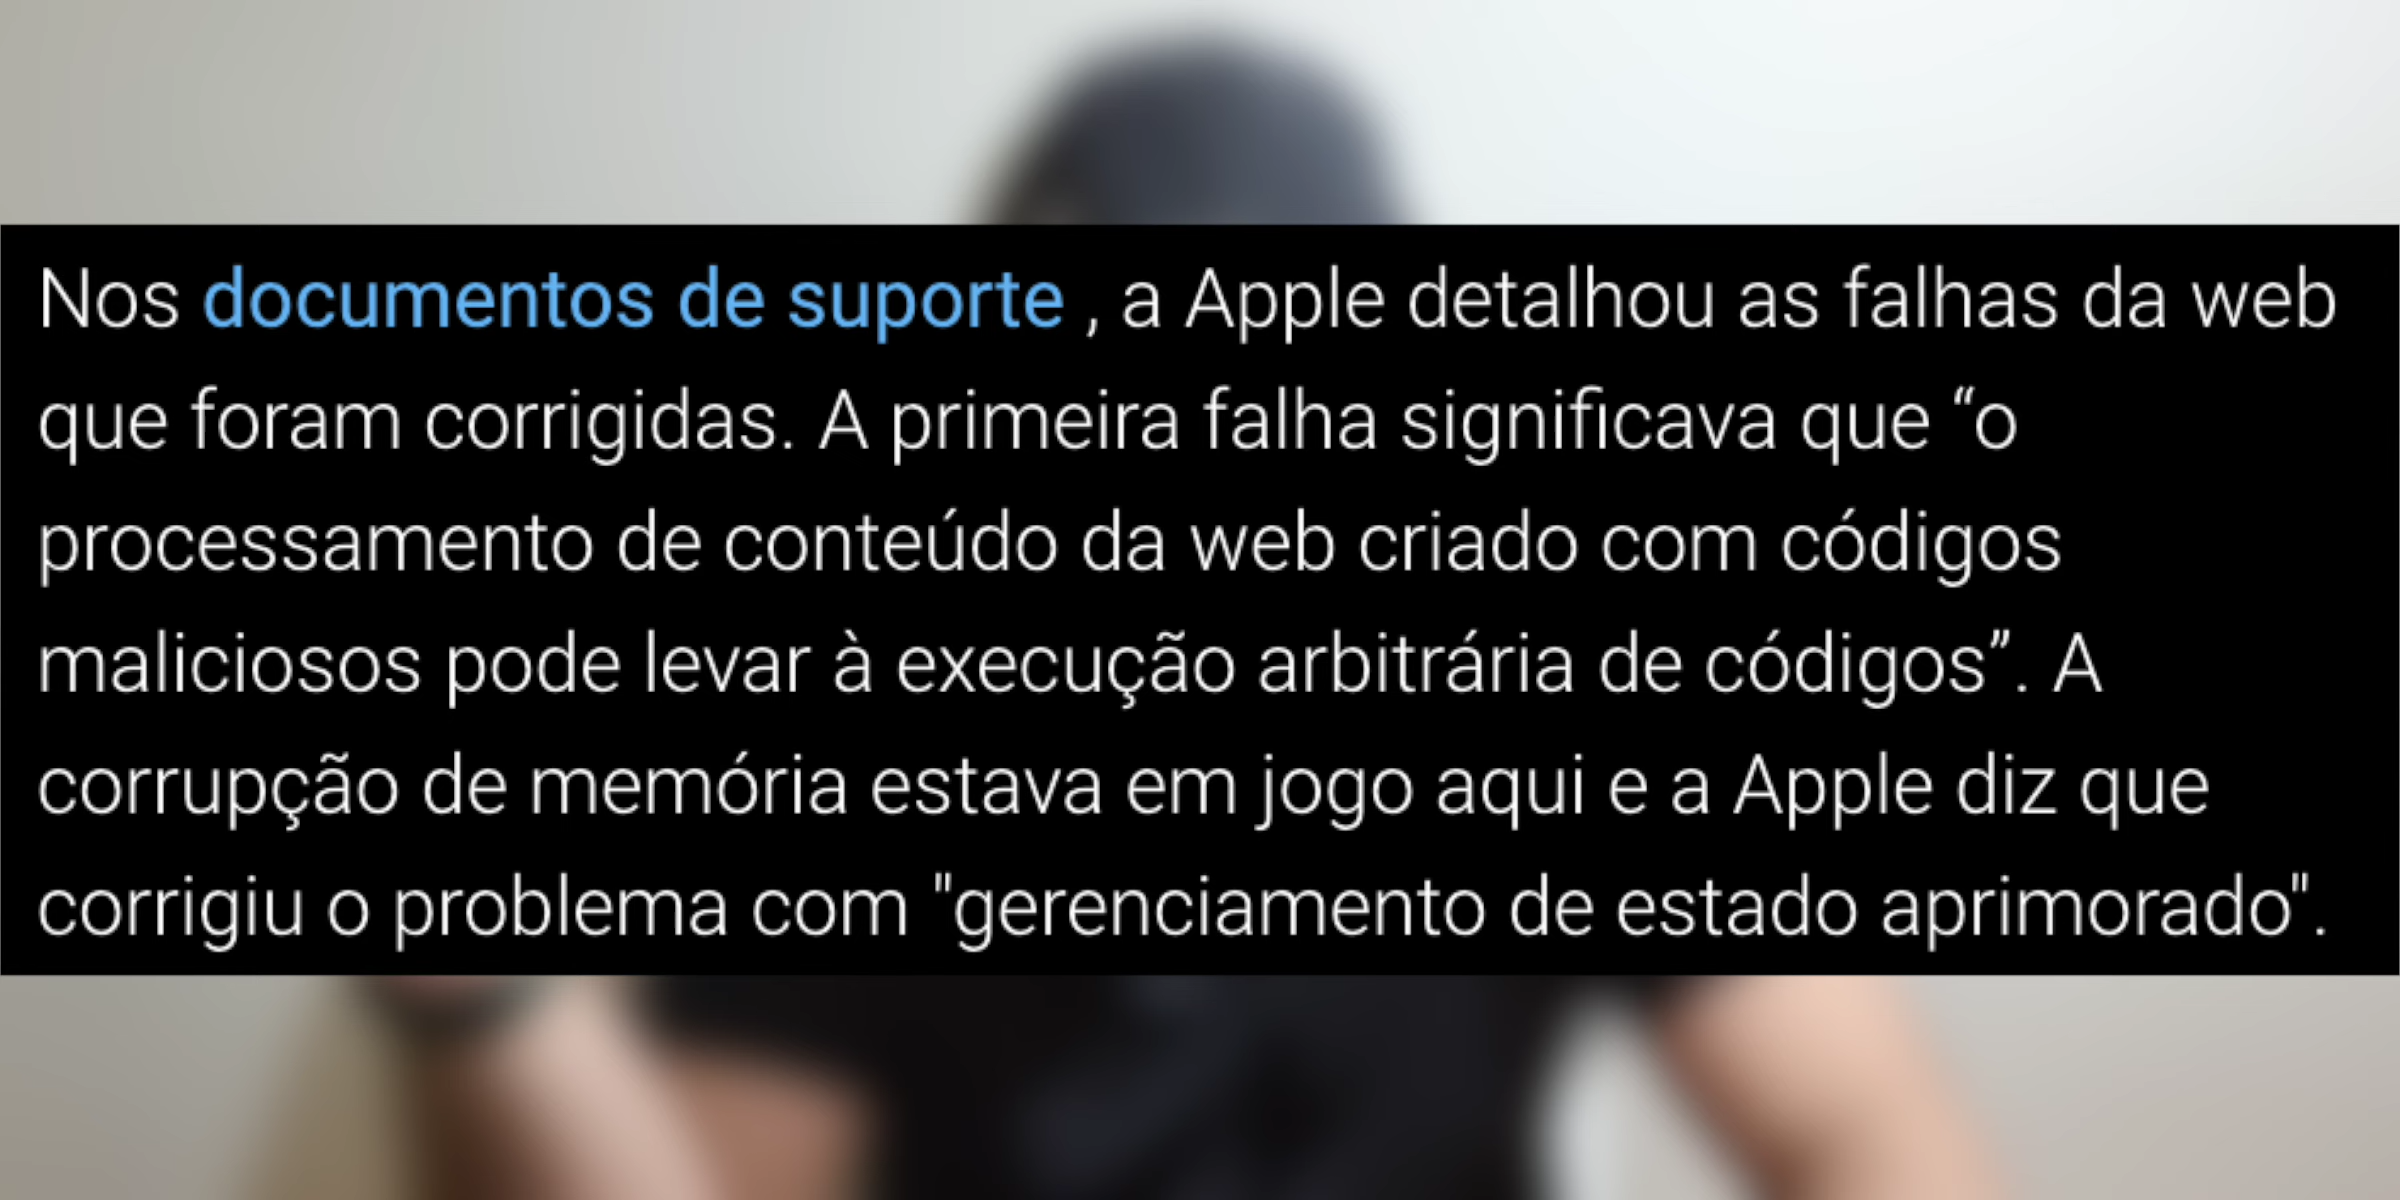 Nos documentos de suporte , a Apple detalhou as falhas da web
que foram corrigidas. A primeira falha significava que “o
processamento de conteúdo da web criado com códigos
maliciosos pode levar à execução arbitrária de códigos”. A
corrupção de memória estava em jogo aqui e a Apple diz que
corrigiu o problema com "gerenciamento de estado aprimorado".